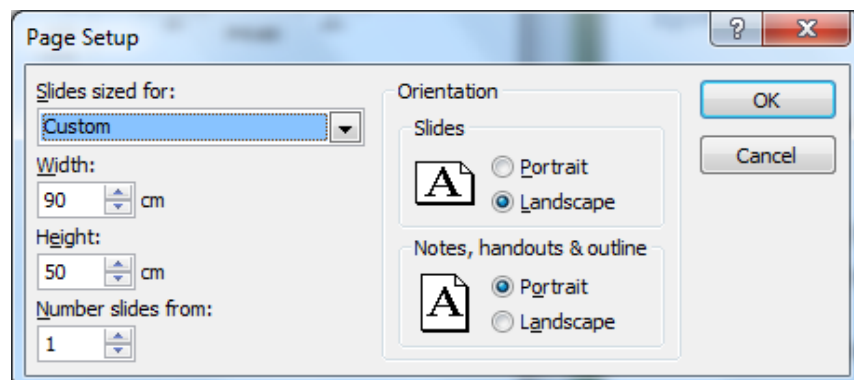 Page Setup
?
X
Slides sized for:
Custom
Width:
90 cm
Height:
50 cm
Number slides from:
1
Orientation
Slides
A
Portrait
Landscape
Notes, handouts & outline
A
Portrait
Landscape
OK
Cancel